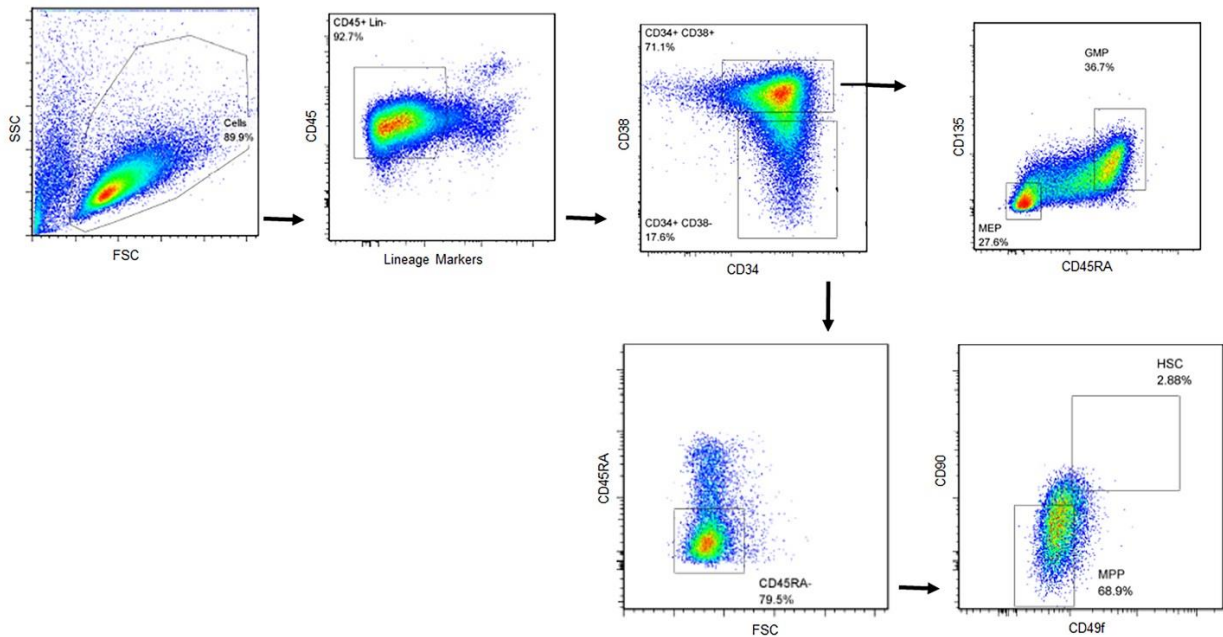 SSC
Cells
89.9%
FSC
CD45+ Lin-
92.7%
CD45
Lineage Markers
CD34+ CD38+
71.1%
CD38
CD34+ CD38-
17.6%
CD34
GMP
36.7%
CD135
MEP
27.6%
CD45RA
CD45RA
CD45RA-
79.5%
FSC
HSC
2.88%
CD90
MPP
68.9%
CD49f